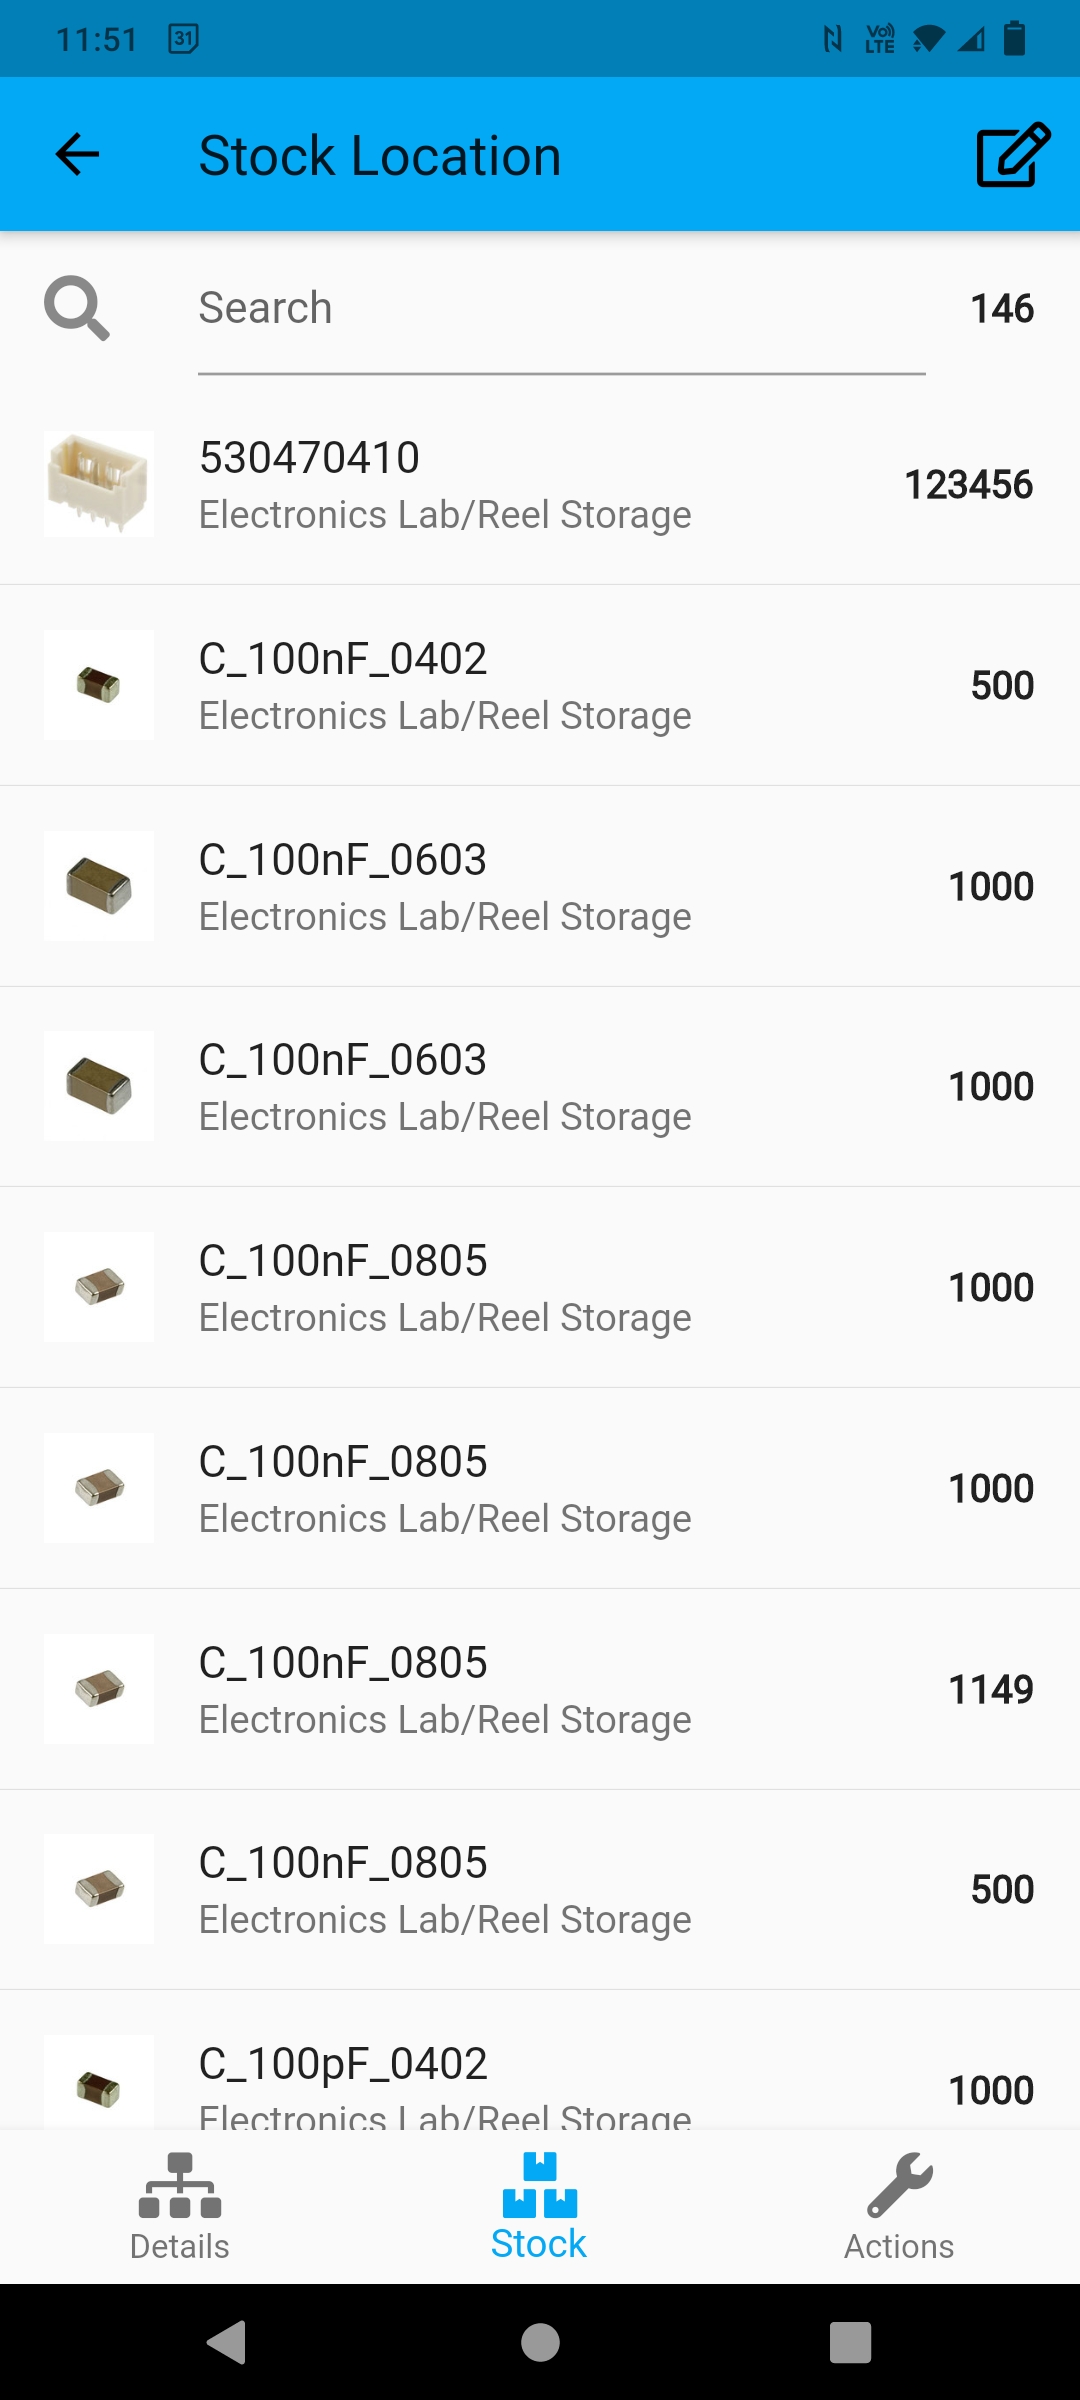 11:51 31 Vo)) LTE
Stock Location
Search 146
530470410
Electronics Lab/Reel Storage 123456
C_100nF_0402
Electronics Lab/Reel Storage 500
C_100nF_0603
Electronics Lab/Reel Storage 1000
C_100nF_0603
Electronics Lab/Reel Storage 1000
C_100nF_0805
Electronics Lab/Reel Storage 1000
C_100nF_0805
Electronics Lab/Reel Storage 1000
C_100nF_0805
Electronics Lab/Reel Storage 1149
C_100nF_0805
Electronics Lab/Reel Storage 500
C_100pF_0402
Electronics Lab/Reel Storage 1000
Details Stock Actions